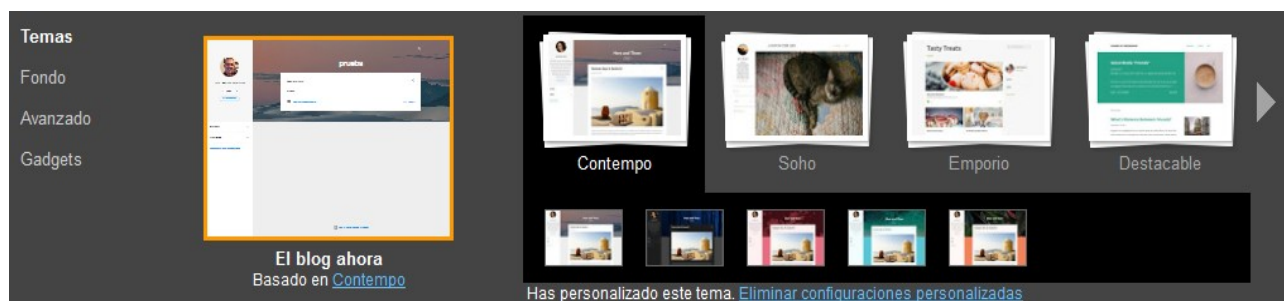 Temas
Fondo
Avanzado
Gadgets
prueba
El blog ahora
Basado en Contempo
Tasty Treats
Contempo
Soho
Emporio
Destacable
Has personalizado este tema. Eliminar configuraciones personalizadas